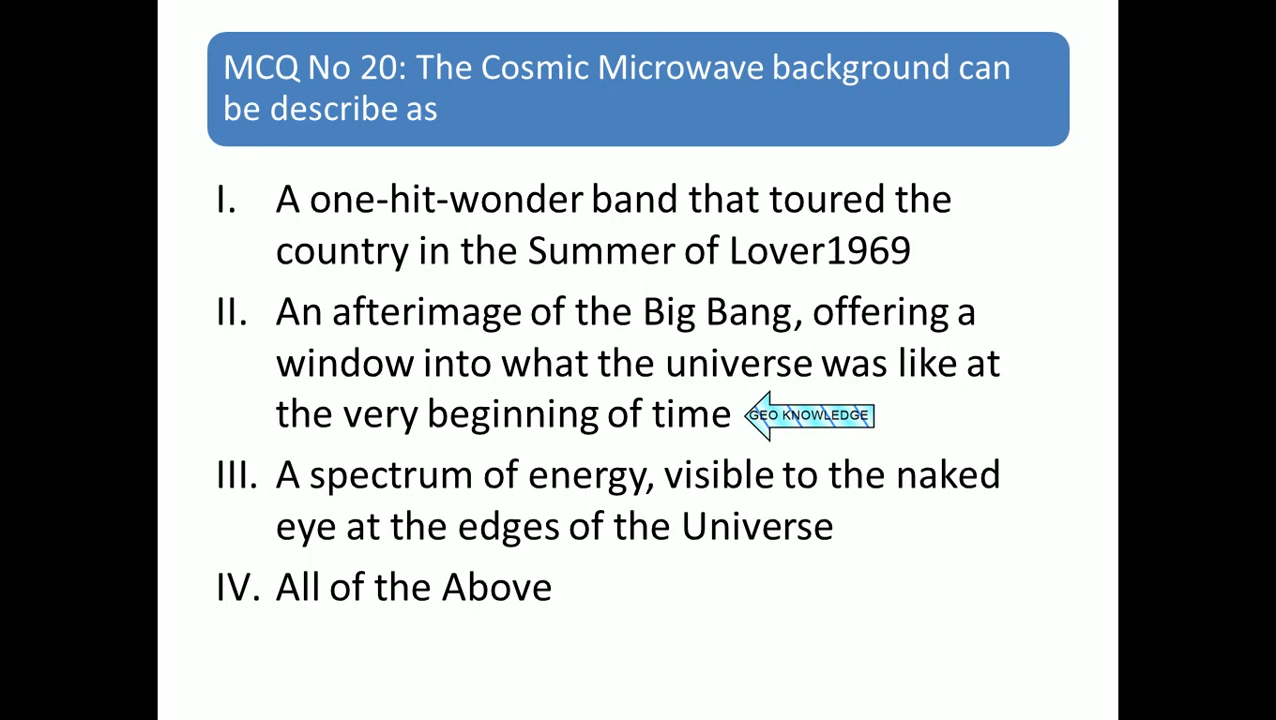 MCQ No 20: The Cosmic Microwave background can
be describe as
I. A one-hit-wonder band that toured the
country in the Summer of Lover1969
II. An afterimage of the Big Bang, offering a
window into what the universe was like at
the very beginning of time GEO KNOWLEDGE
III. A spectrum of energy, visible to the naked
eye at the edges of the Universe
IV. All of the Above